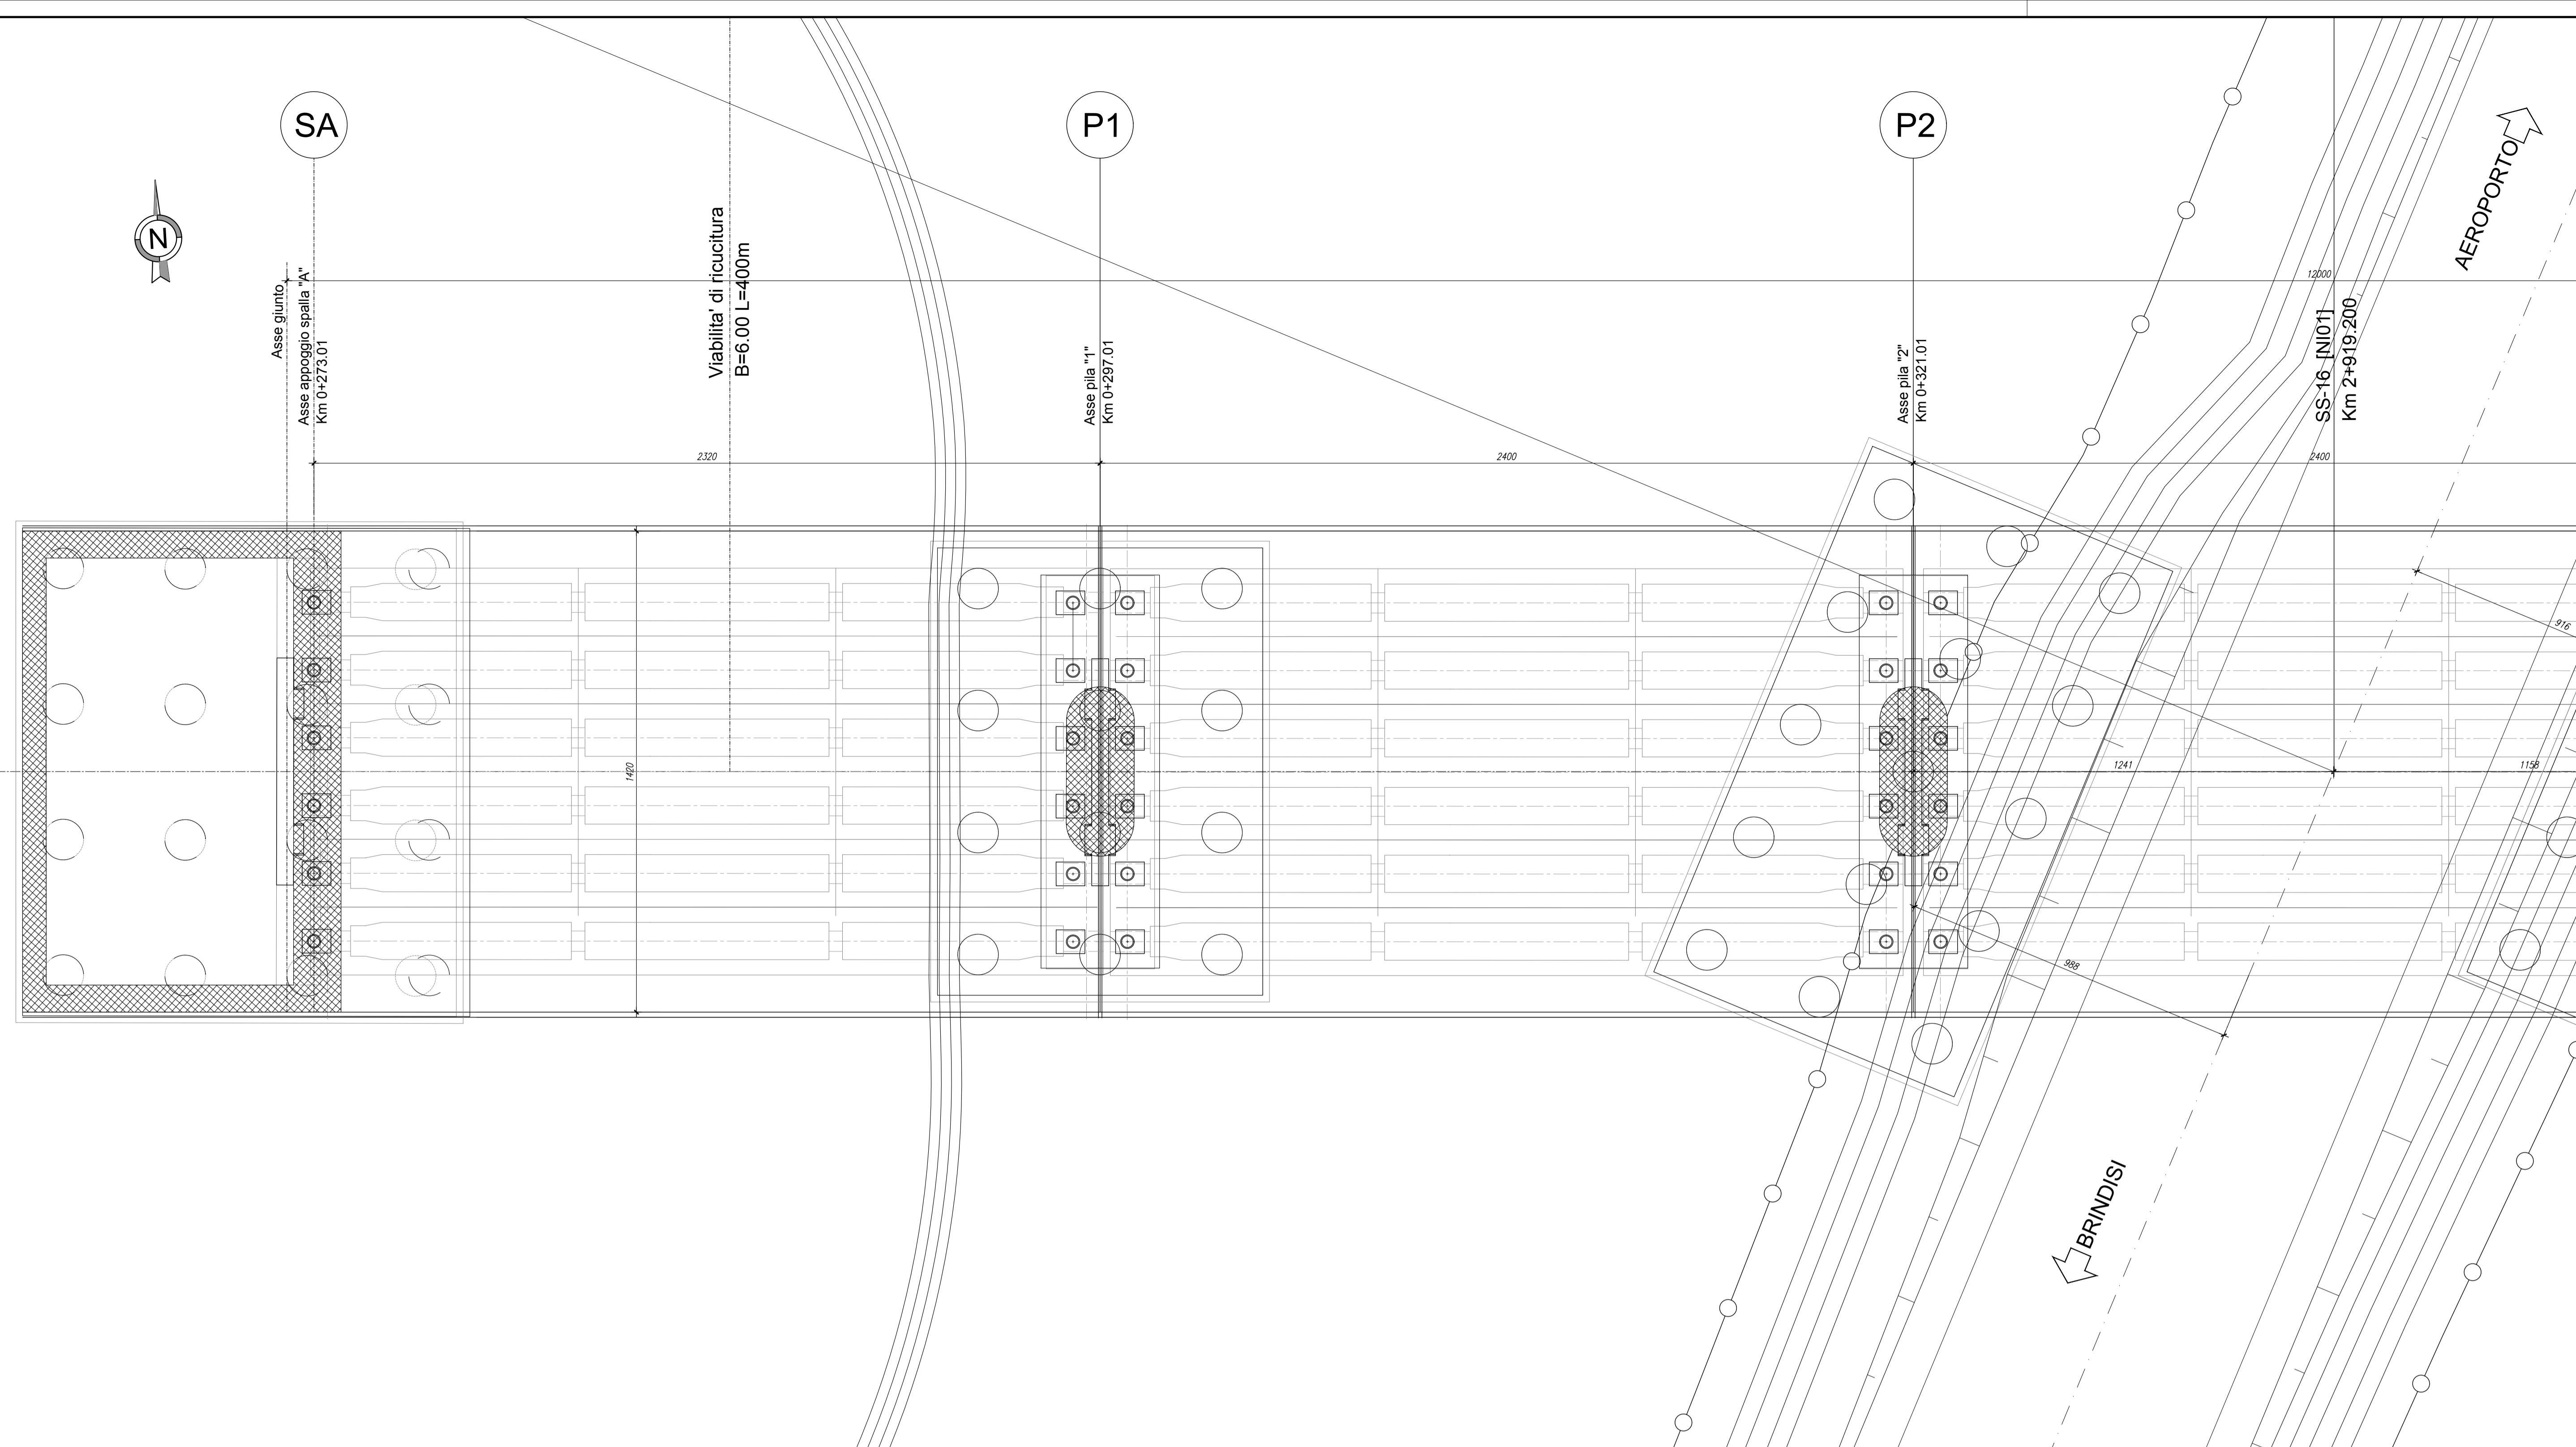 SA
P1
P2
N
AEROPORTO
12000
Asse giunto
Asse appoggio spalla "A"
Km 0+273.01
Viabilita' di ricucitura
B=6.00 L=400m
Asse pila "1"
Km 0+297.01
Asse pila "2"
Km 0+321.01
SS-16 [NI01]
Km 2+919.200
2320
2400
2400
916
1420
1241
1158
988
BRINDISI